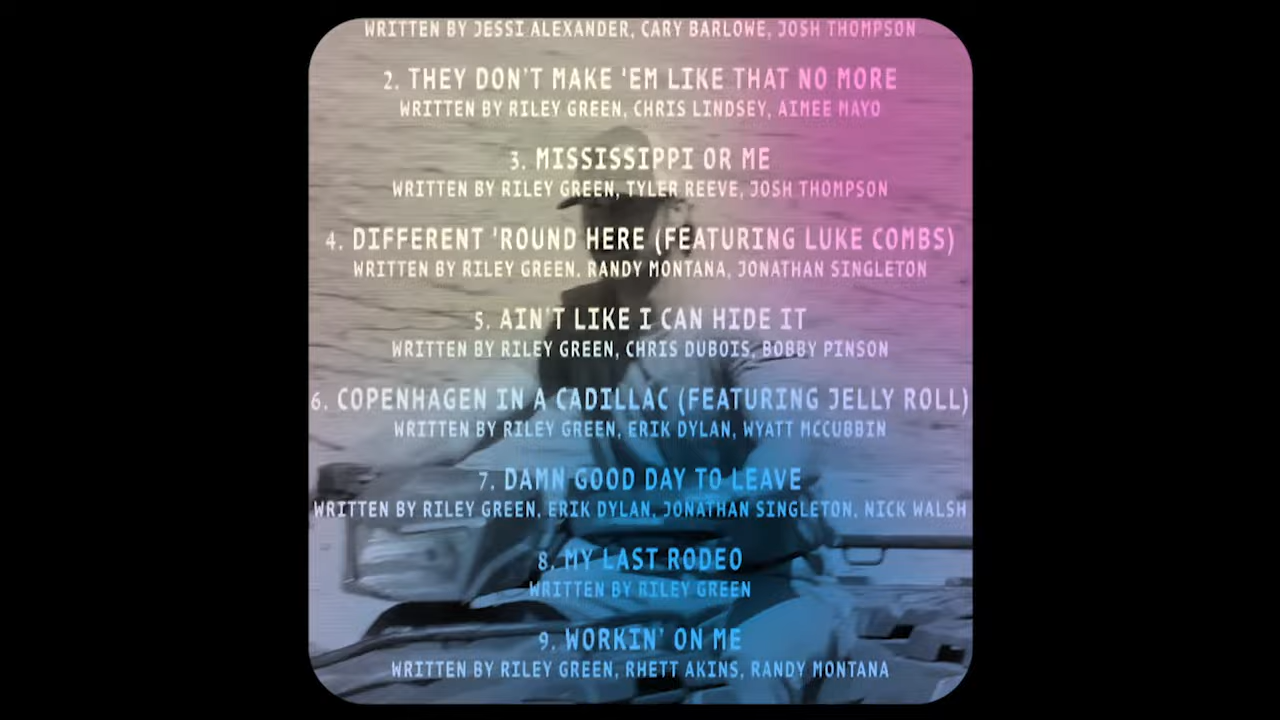 WRITTEN BY JESSI ALEXANDER, CARY BARLOWE, JOSH THOMPSON
2. THEY DON'T MAKE 'EM LIKE THAT NO MORE
WRITTEN BY RILEY GREEN, CHRIS LINDSEY, AIMEE MAYO
3. MISSISSIPPI OR ME
WRITTEN BY RILEY GREEN, TYLER REEVE, JOSH THOMPSON
4. DIFFERENT 'ROUND HERE (FEATURING LUKE COMBS)
WRITTEN BY RILEY GREEN, RANDY MONTANA, JONATHAN SINGLETON
5. AIN'T LIKE I CAN HIDE IT
WRITTEN BY RILEY GREEN, CHRIS DUBOIS, BOBBY PINSON
6. COPENHAGEN IN A CADILLAC (FEATURING JELLY ROLL)
WRITTEN BY RILEY GREEN, ERIK DYLAN, WYATT MCCUBBIN
7. DAMN GOOD DAY TO LEAVE
WRITTEN BY RILEY GREEN, ERIK DYLAN, JONATHAN SINGLETON, NICK WALSH
8. MY LAST RODEO
WRITTEN BY RILEY GREEN
9. WORKIN' ON ME
WRITTEN BY RILEY GREEN, RHETT AKINS, RANDY MONTANA